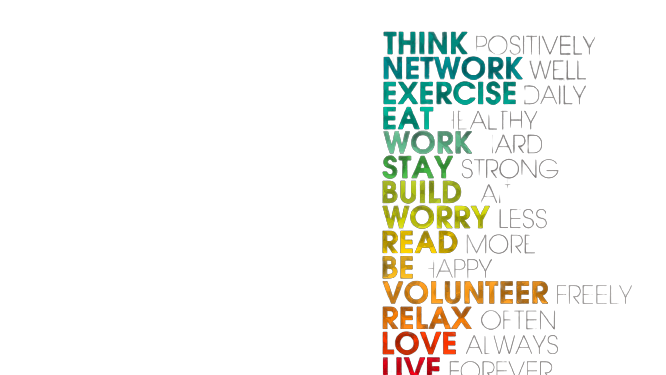 THINK POSITIVELY
NETWORK WELL
EXERCISE DAILY
EAT HEALTHY
WORK HARD
STAY STRONG
BUILD
WORRY LESS
READ MORE
BE HAPPY
VOLUNTEER FREELY
RELAX OFTEN
LOVE ALWAYS
LIVE FOREVER